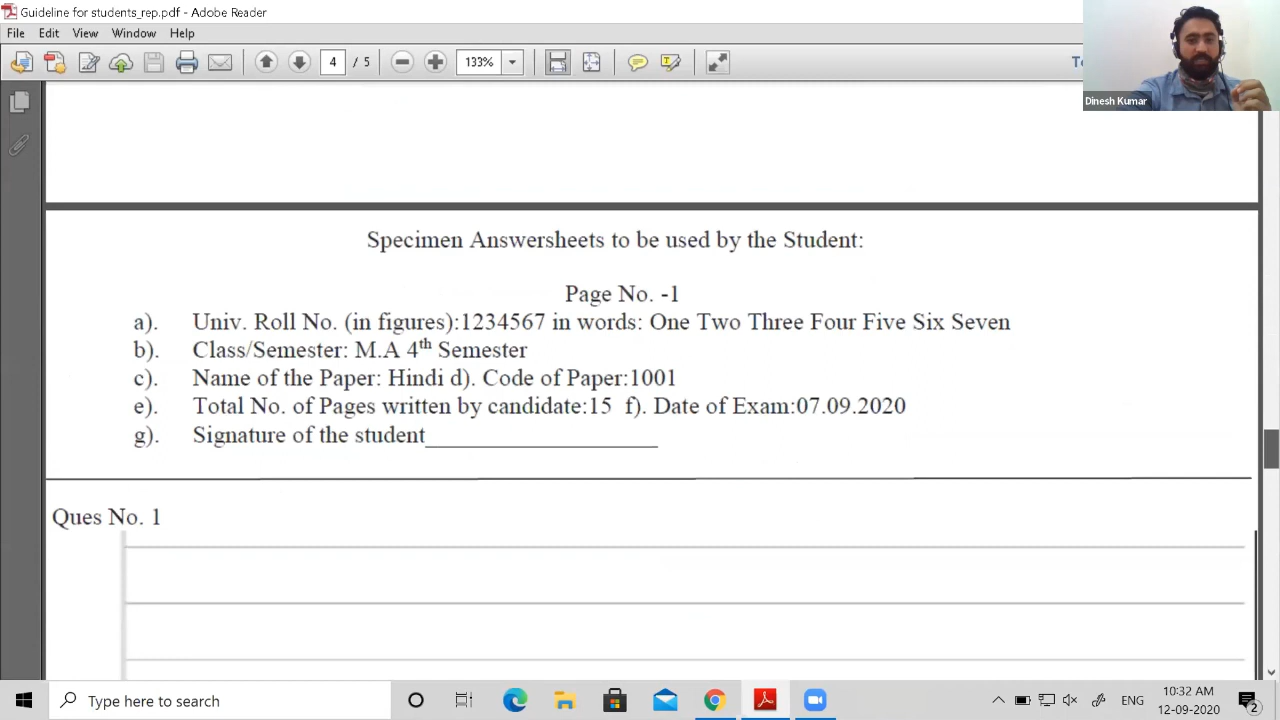 Guideline for students_rep.pdf - Adobe Reader
File Edit View Window Help
4 / 5 133%
Dinesh Kumar
Specimen Answersheets to be used by the Student:
Page No. -1
a). Univ. Roll No. (in figures):1234567 in words: One Two Three Four Five Six Seven
b). Class/Semester: M.A 4th Semester
c). Name of the Paper: Hindi d). Code of Paper:1001
e). Total No. of Pages written by candidate:15 f). Date of Exam:07.09.2020
g). Signature of the student
Ques No. 1
Type here to search
ENG
10:32 AM
12-09-2020
2